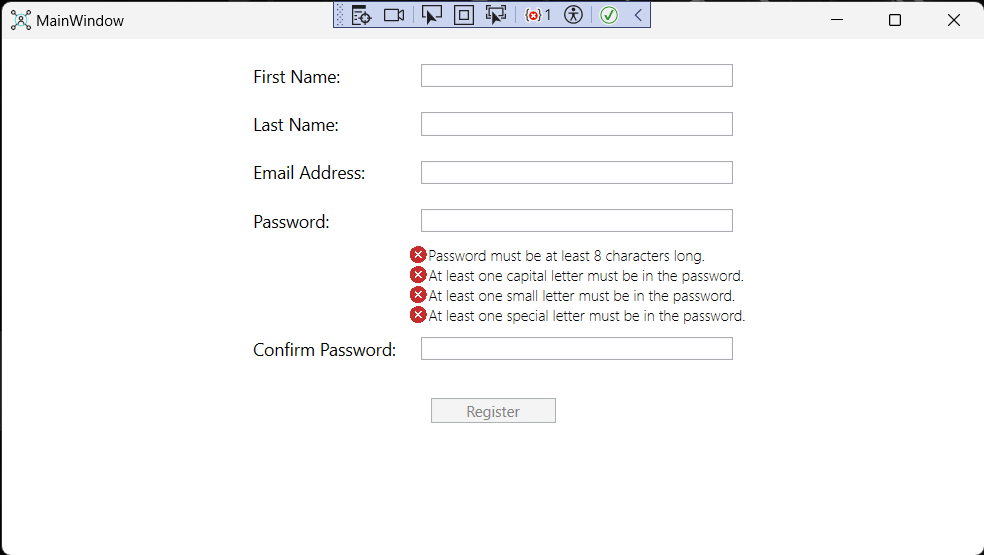 MainWindow
1
First Name:
Last Name:
Email Address:
Password:
Password must be at least 8 characters long.
At least one capital letter must be in the password.
At least one small letter must be in the password.
At least one special letter must be in the password.
Confirm Password:
Register